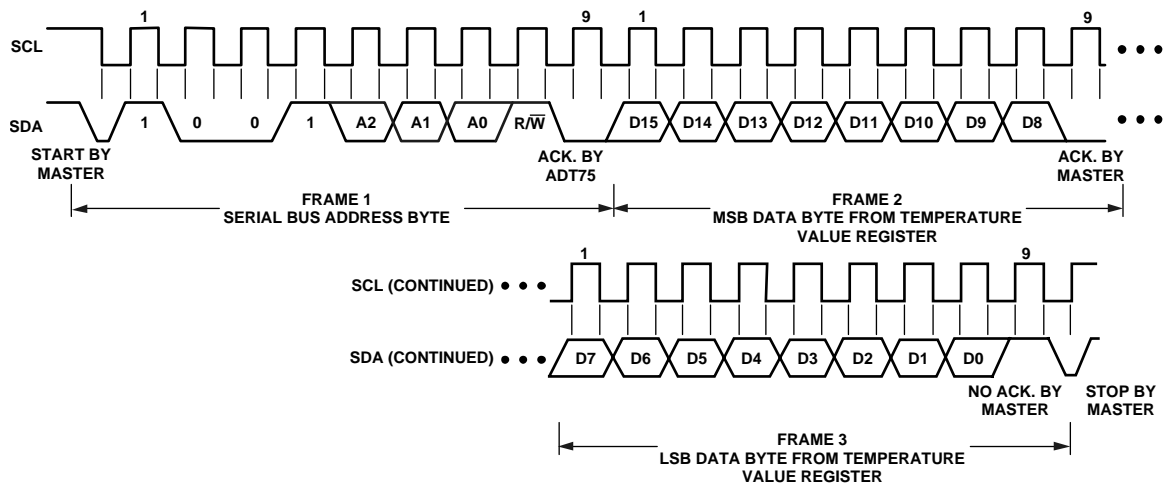 1 9 1 9
SCL
SDA 1 0 0 1 A2 A1 A0 R/W̅ D15 D14 D13 D12 D11 D10 D9 D8
START BY
MASTER
ACK. BY
ADT75
ACK. BY
MASTER
FRAME 1
SERIAL BUS ADDRESS BYTE
FRAME 2
MSB DATA BYTE FROM TEMPERATURE
VALUE REGISTER
1 9
SCL (CONTINUED)
SDA (CONTINUED) D7 D6 D5 D4 D3 D2 D1 D0
NO ACK. BY
MASTER
STOP BY
MASTER
FRAME 3
LSB DATA BYTE FROM TEMPERATURE
VALUE REGISTER